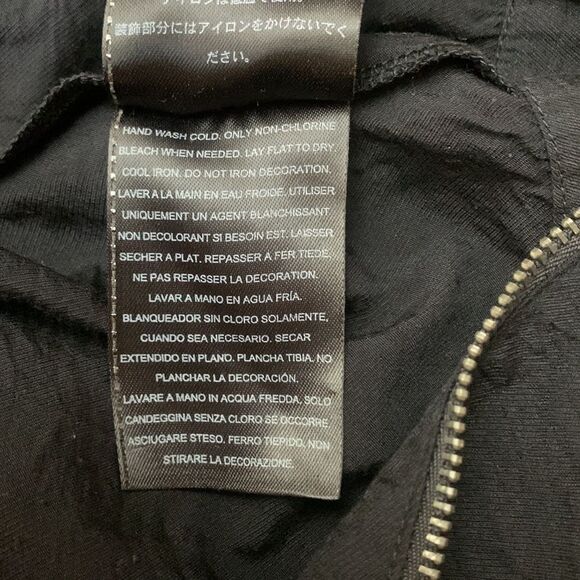 装飾部分にはアイロンをかけないでく
ださい。
HAND WASH COLD. ONLY NON-CHLORINE
BLEACH WHEN NEEDED. LAY FLAT TO DRY.
COOL IRON. DO NOT IRON DECORATION.
LAVER A LA MAIN EN EAU FROIDE. UTILISER
UNIQUEMENT UN AGENT BLANCHISSANT
NON DECOLORANT SI BESOIN EST. LAISSER
SECHER A PLAT. REPASSER A FER TIEDE.
NE PAS REPASSER LA DECORATION.
LAVAR A MANO EN AGUA FRÍA.
BLANQUEADOR SIN CLORO SOLAMENTE,
CUANDO SEA NECESARIO. SECAR
EXTENDIDO EN PLANO. PLANCHA TIBIA. NO
PLANCHAR LA DECORACIÓN.
LAVARE A MANO IN ACQUA FREDDA. SOLO
CANDEGGINA SENZA CLORO SE OCCORRE.
ASCIUGARE STESO. FERRO TIEPIDO, NON
STIRARE LA DECORAZIONE.